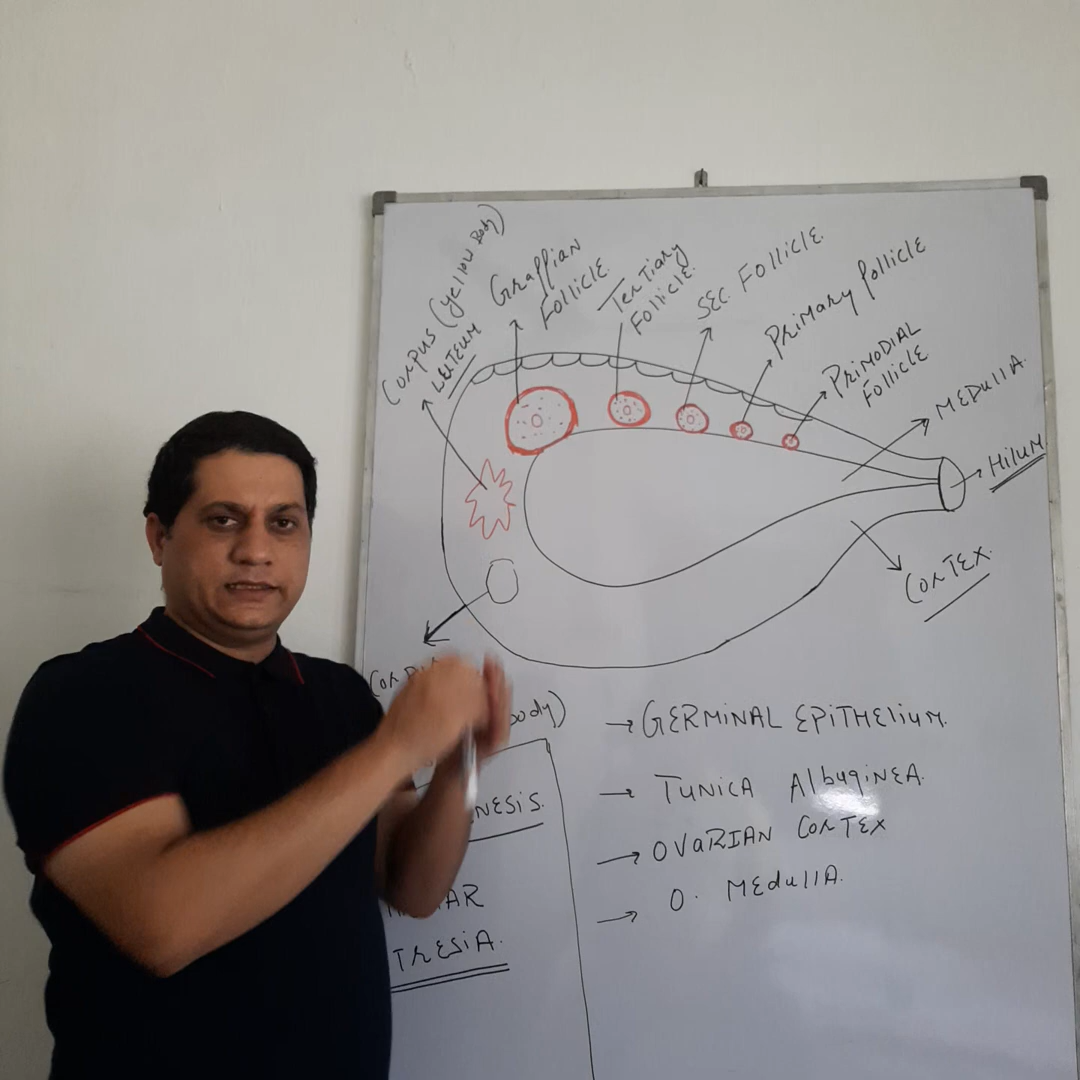 Corpus (yellow Body)
LUTEUM
Graffian
Follicle
Tertiary
Follicle
SEC. Follicle
Primary follicle
Primodial
Follicle
MEDullA
Hilum
CorTEX
body)
NESiS.
AR
TRESiA.
→ GERMINAL EPiTHElium.
→ TUNiCA AlbuginEA.
→ OVARIAN CorTEX
→ O. MEdullA.